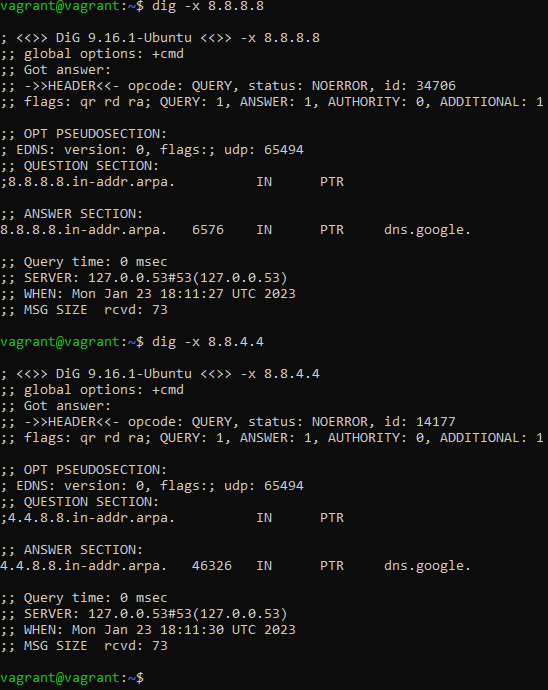 vagrant@vagrant:~$ dig -x 8.8.8.8
; <<>> DiG 9.16.1-Ubuntu <<>> -x 8.8.8.8
;; global options: +cmd
;; Got answer:
;; ->>HEADER<<- opcode: QUERY, status: NOERROR, id: 34706
;; flags: qr rd ra; QUERY: 1, ANSWER: 1, AUTHORITY: 0, ADDITIONAL: 1
;; OPT PSEUDOSECTION:
; EDNS: version: 0, flags:; udp: 65494
;; QUESTION SECTION:
;8.8.8.8.in-addr.arpa. IN PTR
;; ANSWER SECTION:
8.8.8.8.in-addr.arpa. 6576 IN PTR dns.google.
;; Query time: 0 msec
;; SERVER: 127.0.0.53#53(127.0.0.53)
;; WHEN: Mon Jan 23 18:11:27 UTC 2023
;; MSG SIZE rcvd: 73
vagrant@vagrant:~$ dig -x 8.8.4.4
; <<>> DiG 9.16.1-Ubuntu <<>> -x 8.8.4.4
;; global options: +cmd
;; Got answer:
;; ->>HEADER<<- opcode: QUERY, status: NOERROR, id: 14177
;; flags: qr rd ra; QUERY: 1, ANSWER: 1, AUTHORITY: 0, ADDITIONAL: 1
;; OPT PSEUDOSECTION:
; EDNS: version: 0, flags:; udp: 65494
;; QUESTION SECTION:
;4.4.8.8.in-addr.arpa. IN PTR
;; ANSWER SECTION:
4.4.8.8.in-addr.arpa. 46326 IN PTR dns.google.
;; Query time: 0 msec
;; SERVER: 127.0.0.53#53(127.0.0.53)
;; WHEN: Mon Jan 23 18:11:30 UTC 2023
;; MSG SIZE rcvd: 73
vagrant@vagrant:~$